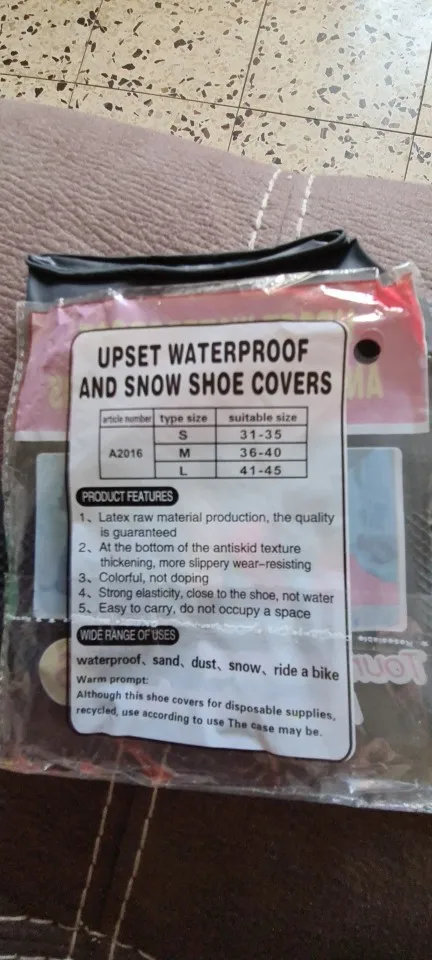 UPSET WATERPROOF
AND SNOW SHOE COVERS
article number type size suitable size
A2016
S 31-35
M 36-40
L 41-45
PRODUCT FEATURES
1、Latex raw material production, the quality
is guaranteed
2、At the bottom of the antiskid texture
thickening, more slippery wear-resisting
3、Colorful, not doping
4、Strong elasticity, close to the shoe, not water
5、Easy to carry, do not occupy a space
WIDE RANGE OF USES
waterproof、sand、dust、snow、ride a bike
Warm prompt:
Although this shoe covers for disposable supplies,
recycled, use according to use The case may be.